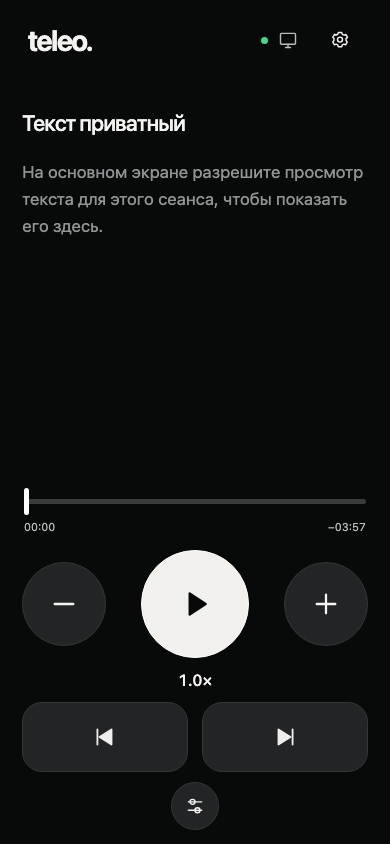 teleo.
Текст приватный
На основном экране разрешите просмотр
текста для этого сеанса, чтобы показать
его здесь.
00:00
−03:57
1.0×